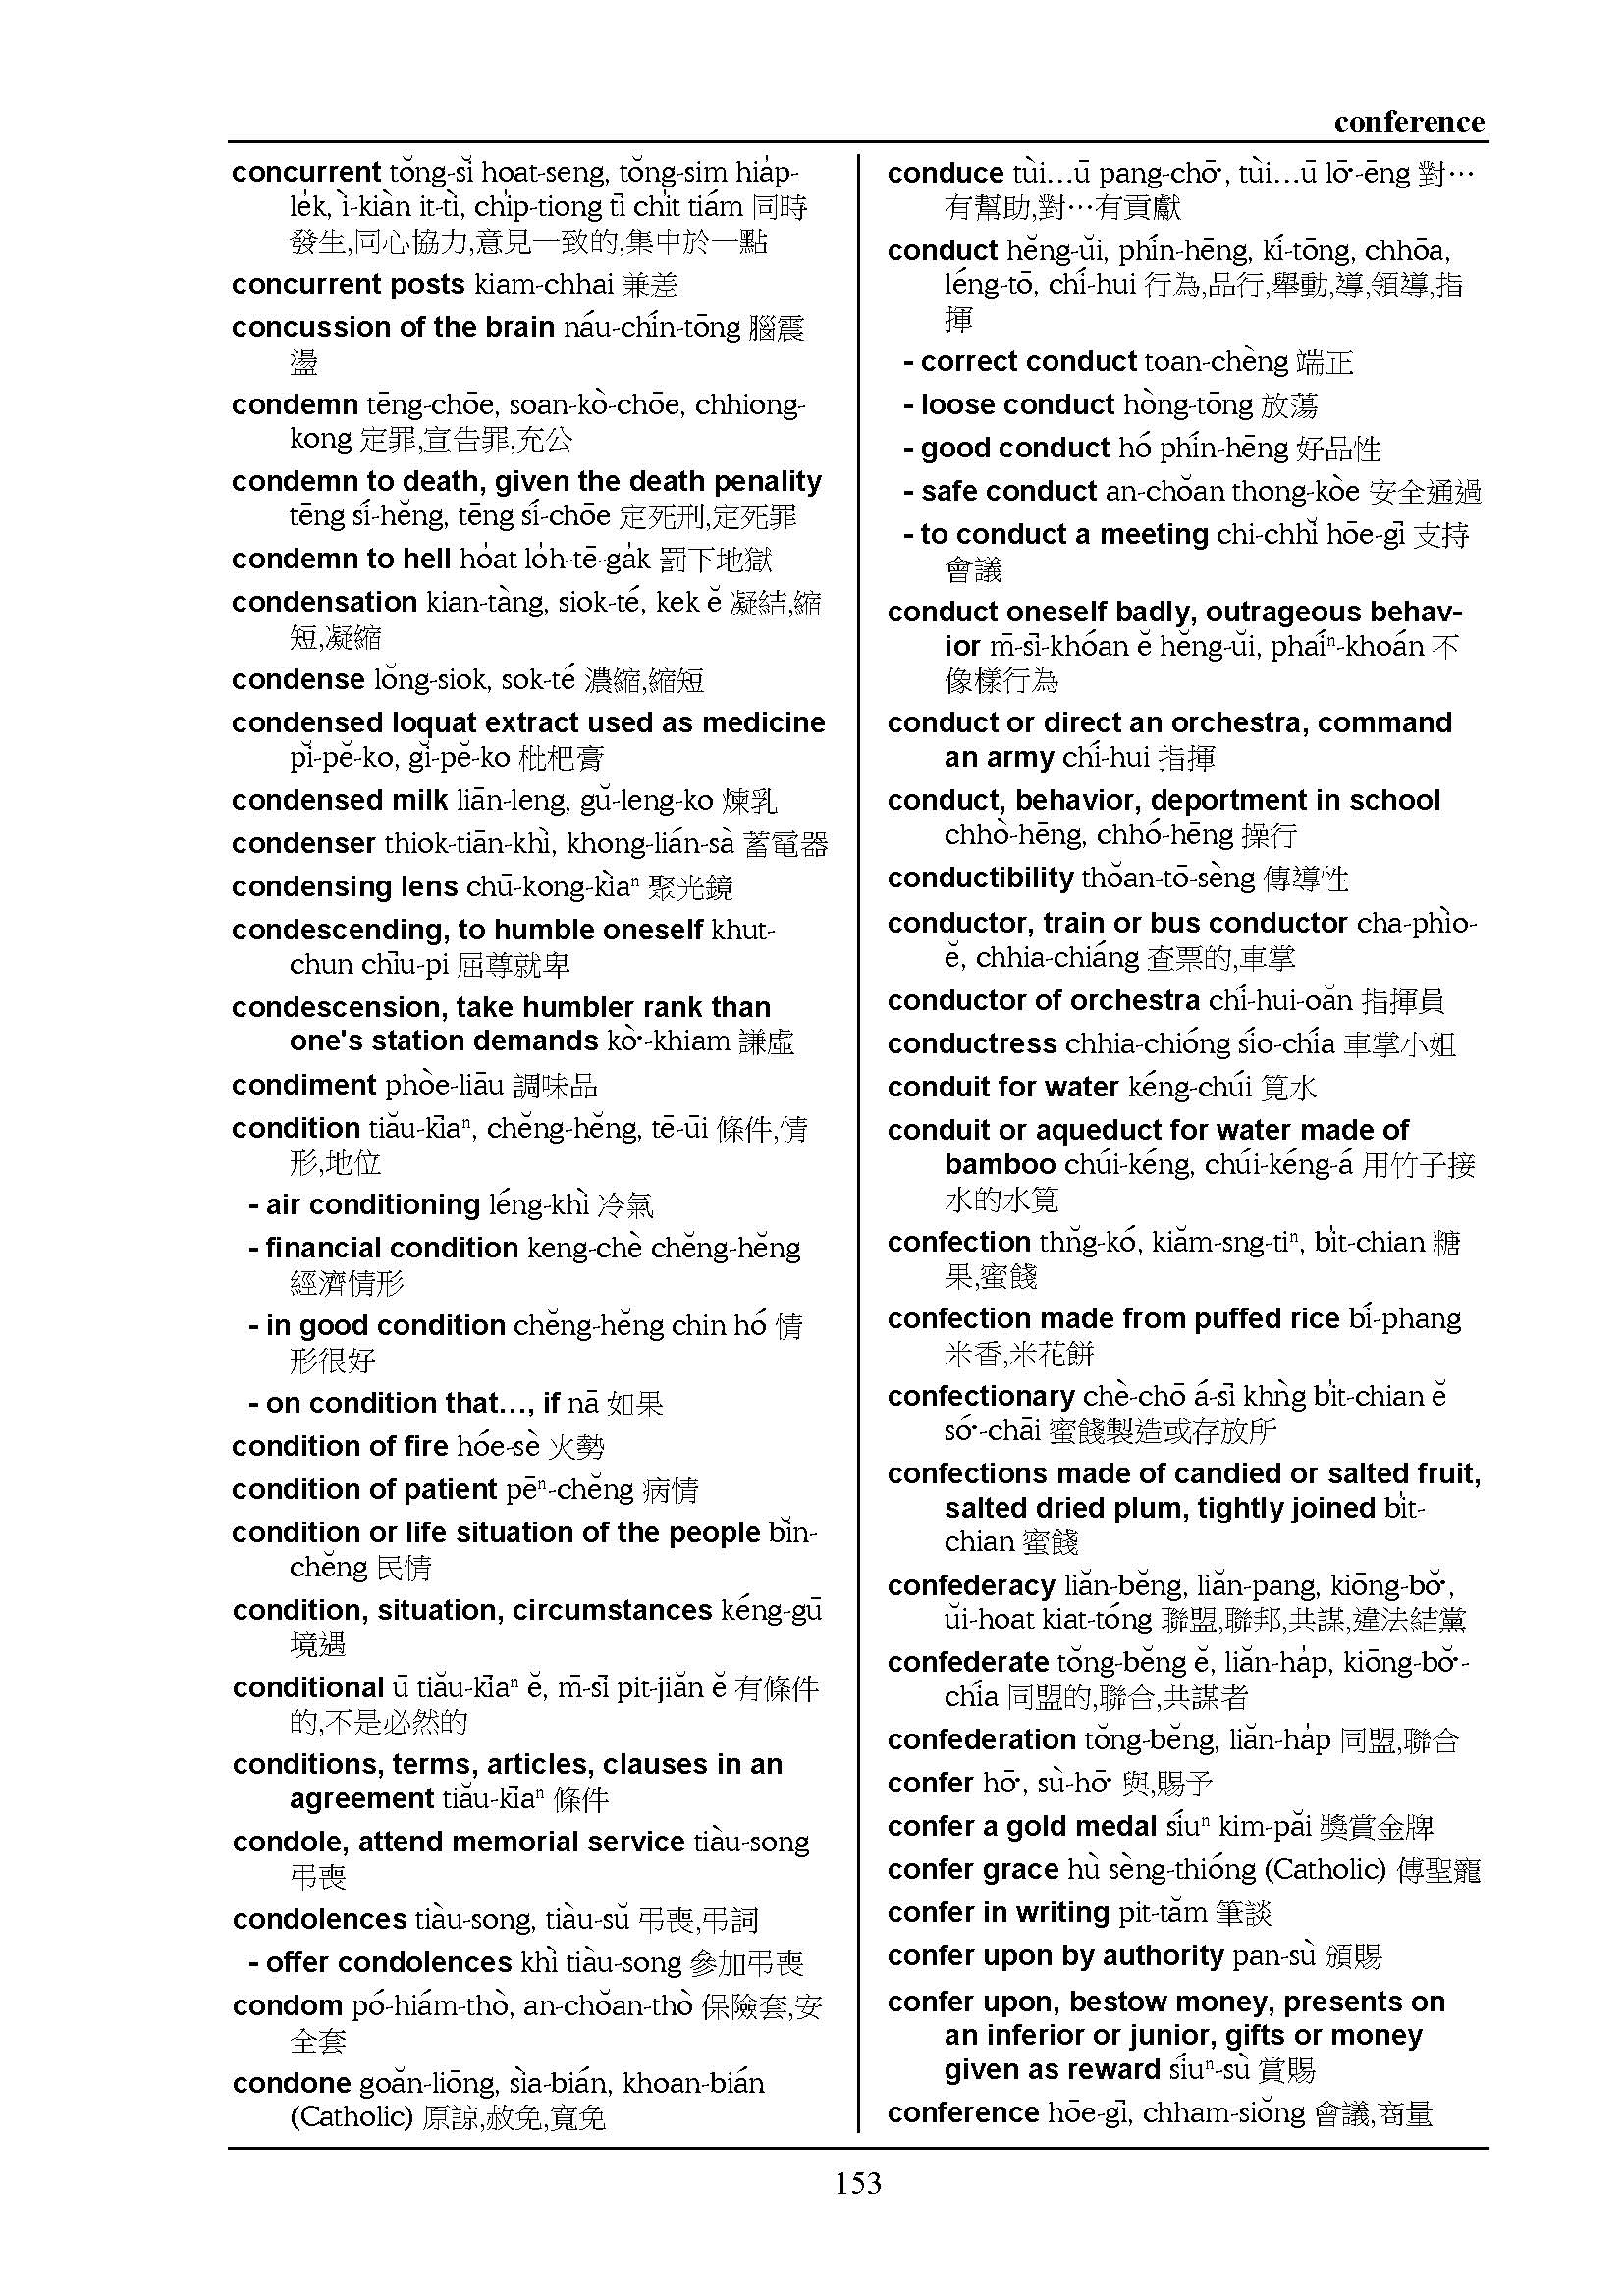 conference
concurrent tŏng-sĭ hoat-seng, tŏng-sim hia̍p-
le̍k, ì-kiàn it-tì, chi̍p-tiong tī chi̍t tiám 同時
發生,同心協力,意見一致的,集中於一點
concurrent posts kiam-chhai 兼差
concussion of the brain náu-chín-tōng 腦震
盪
condemn tēng-chōe, soan-kò-chōe, chhiong-
kong 定罪,宣告罪,充公
condemn to death, given the death penality
tēng sí-hĕng, tēng sí-chōe 定死刑,定死罪
condemn to hell ho̍at lo̍h-tē-ga̍k 罰下地獄
condensation kian-tàng, siok-té, kek ĕ 凝結,縮
短,凝縮
condense lŏng-siok, sok-té 濃縮,縮短
condensed loquat extract used as medicine
pĭ-pĕ-ko, gĭ-pĕ-ko 枇杷膏
condensed milk liān-leng, gŭ-leng-ko 煉乳
condenser thiok-tiān-khì, khong-lián-sà 蓄電器
condensing lens chū-kong-kìaⁿ 聚光鏡
condescending, to humble oneself khut-
chun chīu-pi 屈尊就卑
condescension, take humbler rank than
one's station demands kò͘-khiam 謙虛
condiment phòe-liāu 調味品
condition tiău-kīaⁿ, chĕng-hĕng, tē-ūi 條件,情
形,地位
- air conditioning léng-khì 冷氣
- financial condition keng-chè chĕng-hĕng
經濟情形
- in good condition chĕng-hĕng chin hó 情
形很好
- on condition that..., if nā 如果
condition of fire hóe-sè 火勢
condition of patient pēⁿ-chĕng 病情
condition or life situation of the people bĭn-
chĕng 民情
condition, situation, circumstances kéng-gū
境遇
conditional ū tiău-kīaⁿ ĕ, m̄-sī pit-jiăn ĕ 有條件
的,不是必然的
conditions, terms, articles, clauses in an
agreement tiău-kīaⁿ 條件
condole, attend memorial service tiàu-song
弔喪
condolences tiàu-song, tiàu-sŭ 弔喪,弔詞
- offer condolences khì tiàu-song 參加弔喪
condom pó-hiám-thò, an-chŏan-thò 保險套,安
全套
condone goăn-liōng, sìa-bián, khoan-bián
(Catholic) 原諒,赦免,寬免
conduce tùi...ū pang-chō͘, tùi...ū lō͘-ēng 對⋯
有幫助,對⋯有貢獻
conduct hĕng-ŭi, phín-hēng, kí-tōng, chhōa,
léng-tō, chí-hui 行為,品行,舉動,導,領導,指
揮
- correct conduct toan-chèng 端正
- loose conduct hòng-tōng 放蕩
- good conduct hó phín-hēng 好品性
- safe conduct an-chŏan thong-kòe 安全通過
- to conduct a meeting chi-chhĭ hōe-gī 支持
會議
conduct oneself badly, outrageous behav-
ior m̄-sī-khóan ĕ hĕng-ŭi, phaíⁿ-khoán 不
像樣行為
conduct or direct an orchestra, command
an army chí-hui 指揮
conduct, behavior, deportment in school
chhò-hēng, chhó-hēng 操行
conductibility thŏan-tō-sèng 傳導性
conductor, train or bus conductor cha-phìo-
ĕ, chhia-chiáng 查票的,車掌
conductor of orchestra chí-hui-oăn 指揮員
conductress chhia-chióng sío-chía 車掌小姐
conduit for water kéng-chúi 筧水
conduit or aqueduct for water made of
bamboo chúi-kéng, chúi-kéng-á 用竹子接
水的水筧
confection thn̆g-kó, kiăm-sng-tiⁿ, bi̍t-chian 糖
果,蜜餞
confection made from puffed rice bí-phang
米香,米花餅
confectionary chè-chō á-sī khǹg bi̍t-chian ĕ
só͘-chāi 蜜餞製造或存放所
confections made of candied or salted fruit,
salted dried plum, tightly joined bi̍t-
chian 蜜餞
confederacy liăn-bĕng, liăn-pang, kiōng-bŏ͘,
ŭi-hoat kiat-tóng 聯盟,聯邦,共謀,違法結黨
confederate tŏng-bĕng ĕ, liăn-ha̍p, kiōng-bŏ͘-
chía 同盟的,聯合,共謀者
confederation tŏng-bĕng, liăn-ha̍p 同盟,聯合
confer hō͘, sù-hō͘ 與,賜予
confer a gold medal síuⁿ kim-păi 獎賞金牌
confer grace hù sèng-thióng (Catholic) 傅聖寵
confer in writing pit-tăm 筆談
confer upon by authority pan-sù 頒賜
confer upon, bestow money, presents on
an inferior or junior, gifts or money
given as reward síuⁿ-sù 賞賜
conference hōe-gī, chham-siŏng 會議,商量
153